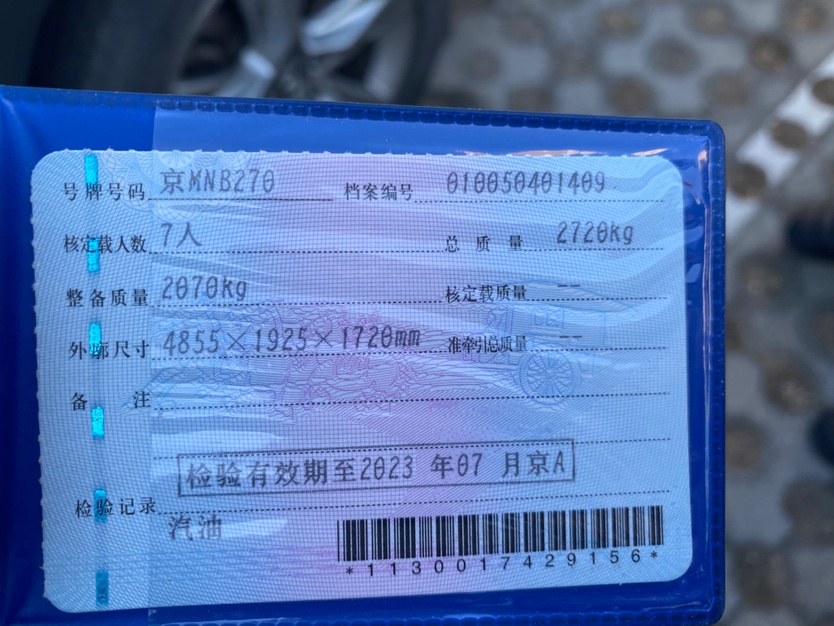 号牌号码 京MNB270 档案编号 010050401409
核定载人数 7人 总质量 2720kg
整备质量 2070kg 核定载质量 --
外廓尺寸 4855×1925×1720mm 准牵引总质量 --
备注
检验有效期至2023 年07 月京A
检验记录
汽油
*1130017429156*